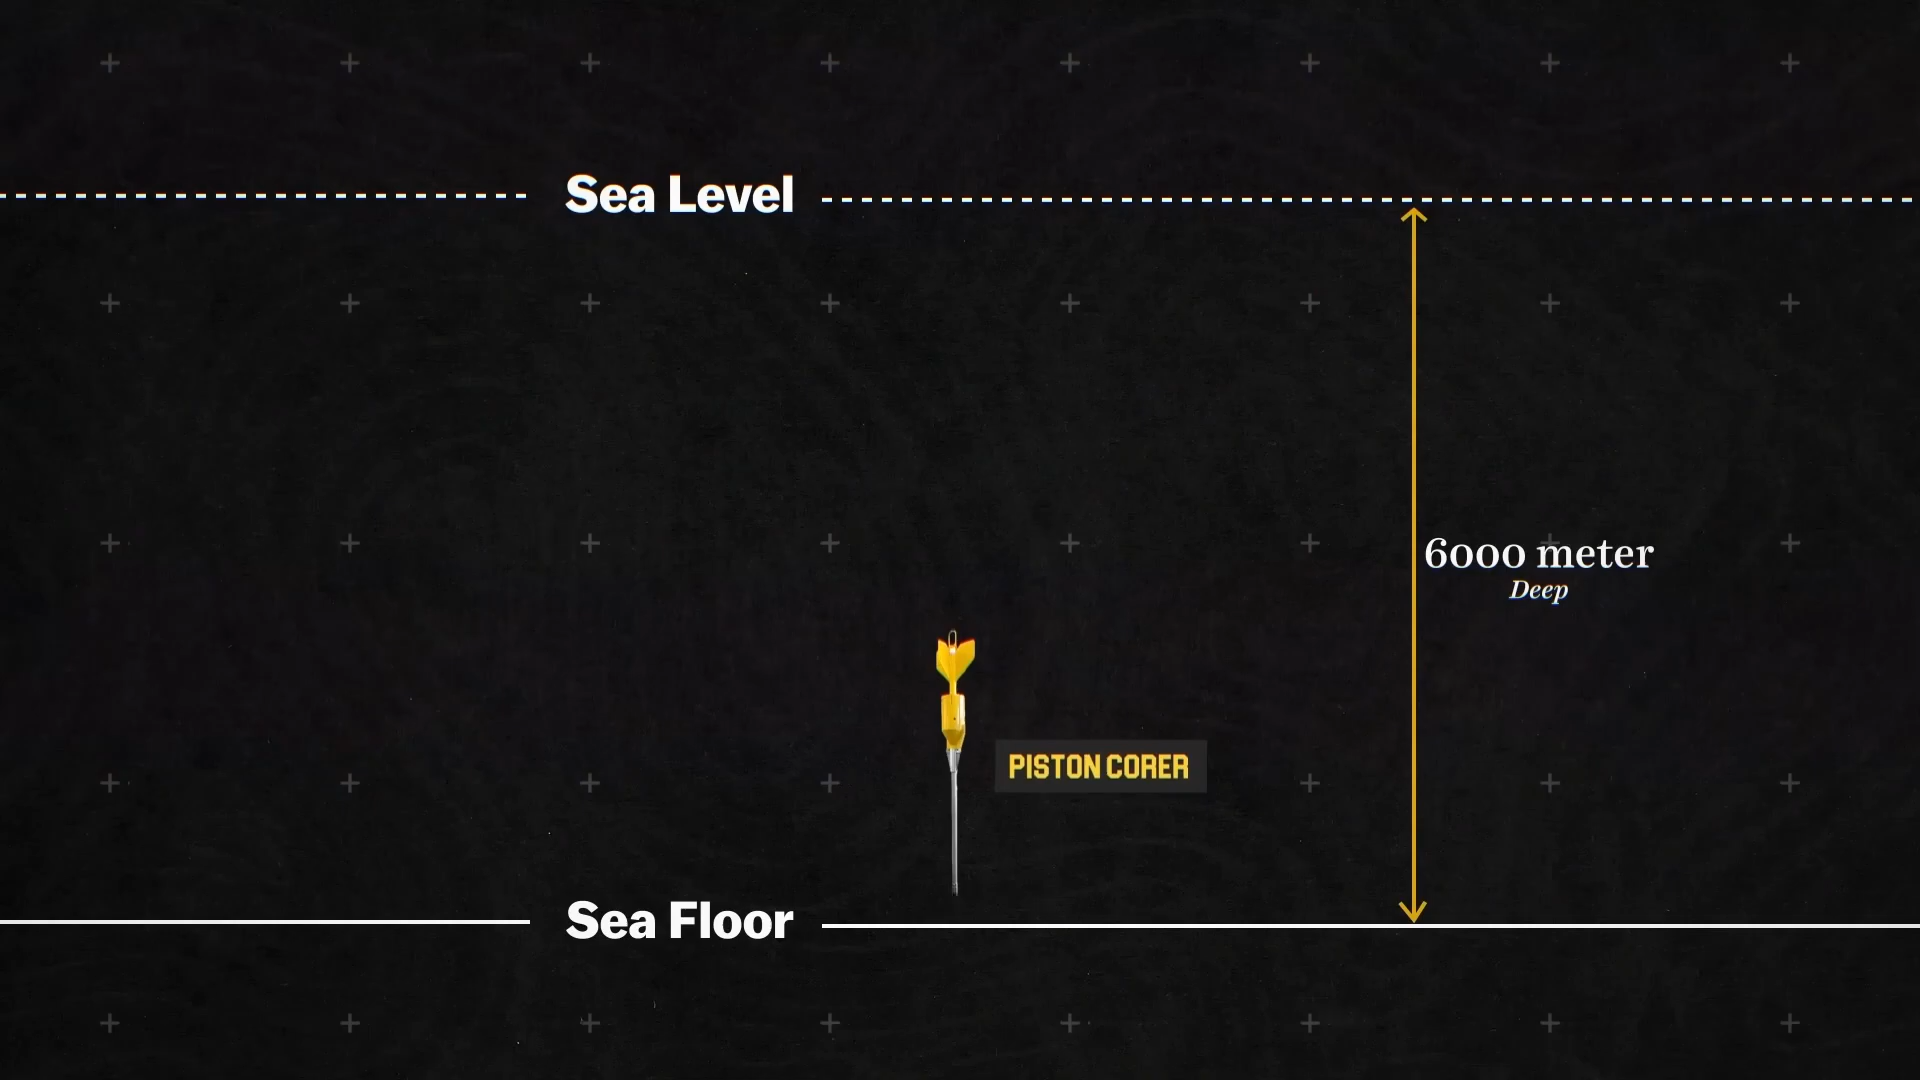 Sea Level
6000 meter
Deep
PISTON CORER
Sea Floor